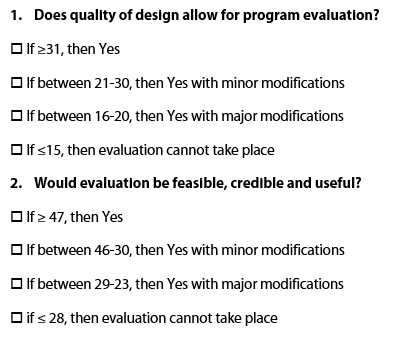 1. Does quality of design allow for program evaluation?
☐ If ≥31, then Yes
☐ If between 21-30, then Yes with minor modifications
☐ If between 16-20, then Yes with major modifications
☐ If ≤15, then evaluation cannot take place
2. Would evaluation be feasible, credible and useful?
☐ If ≥ 47, then Yes
☐ If between 46-30, then Yes with minor modifications
☐ If between 29-23, then Yes with major modifications
☐ if ≤ 28, then evaluation cannot take place